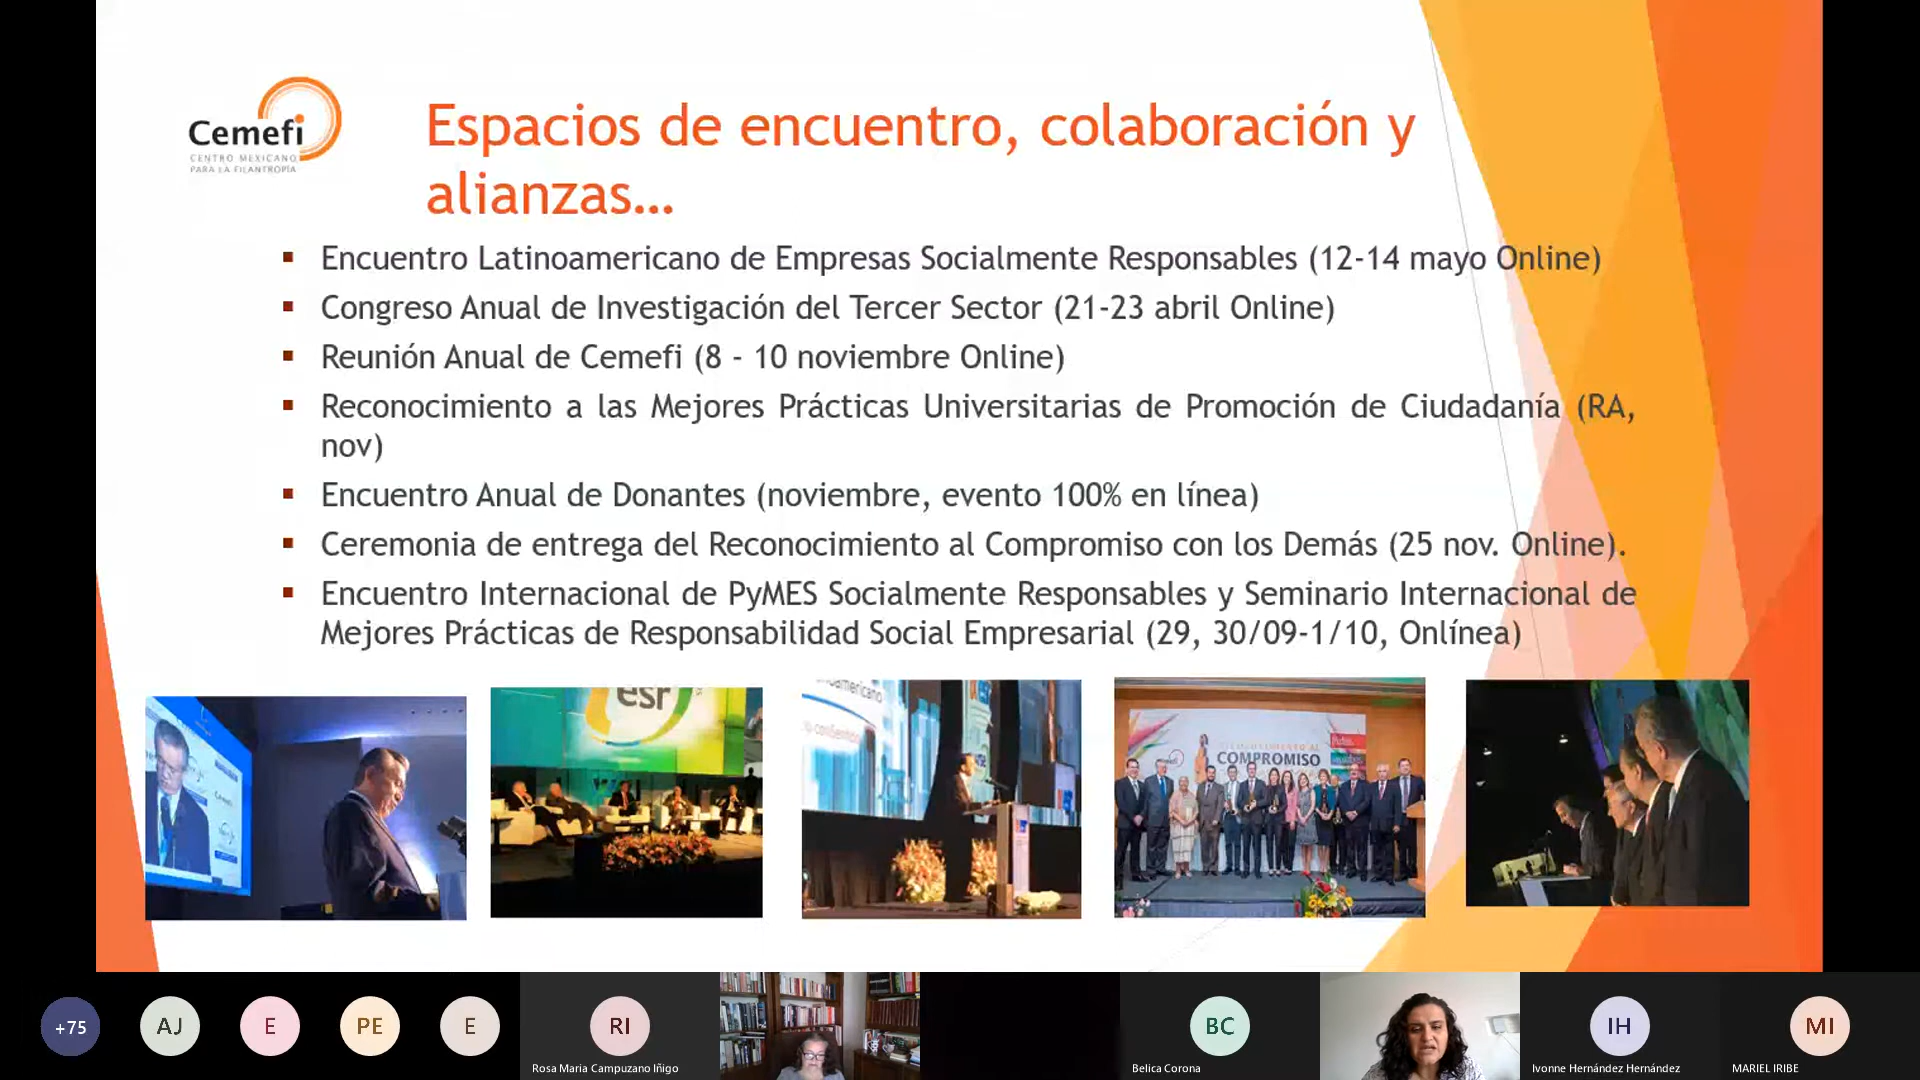 Cemefi
CENTRO MEXICANO
PARA LA FILANTROPÍA
Espacios de encuentro, colaboración y
alianzas...
Encuentro Latinoamericano de Empresas Socialmente Responsables (12-14 mayo Online)
Congreso Anual de Investigación del Tercer Sector (21-23 abril Online)
Reunión Anual de Cemefi (8 - 10 noviembre Online)
Reconocimiento a las Mejores Prácticas Universitarias de Promoción de Ciudadanía (RA,
nov)
Encuentro Anual de Donantes (noviembre, evento 100% en línea)
Ceremonia de entrega del Reconocimiento al Compromiso con los Demás (25 nov. Online).
Encuentro Internacional de PyMES Socialmente Responsables y Seminario Internacional de
Mejores Prácticas de Responsabilidad Social Empresarial (29, 30/09-1/10, Onlínea)
Cemefi
esr
Cemefi
COMPROMISO
+75
AJ
E
PE
E
RI
Rosa Maria Campuzano Iñigo
BC
Belica Corona
IH
Ivonne Hernández Hernández
MI
MARIEL IRIBE